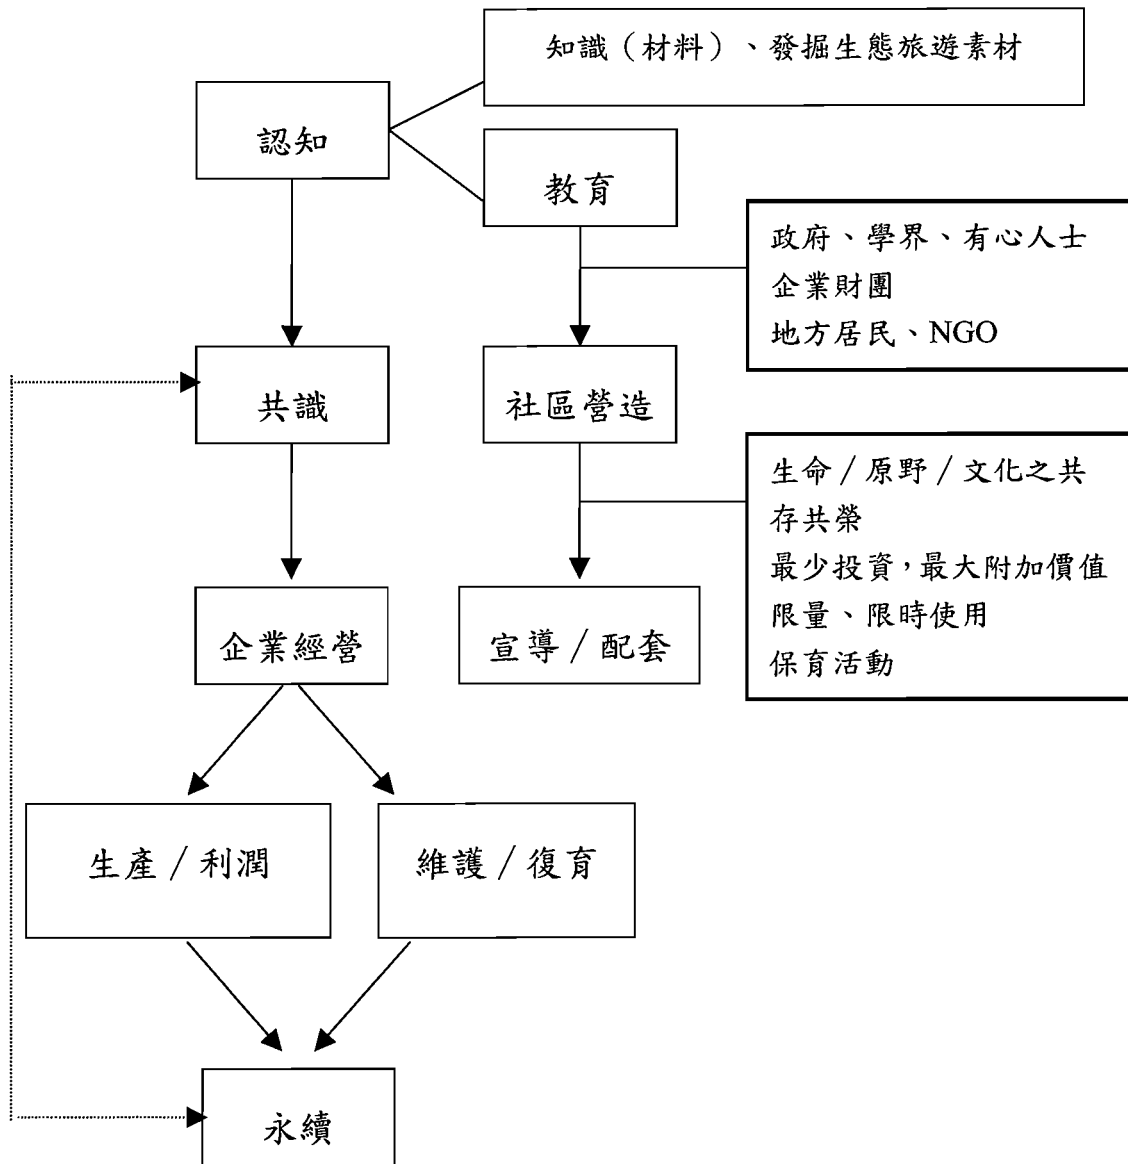 知識（材料）、發掘生態旅遊素材
認知
教育
政府、學界、有心人士
企業財團
地方居民、NGO
共識
社區營造
生命／原野／文化之共
存共榮
最少投資，最大附加價值
限量、限時使用
保育活動
企業經營
宣導／配套
生產／利潤
維護／復育
永續